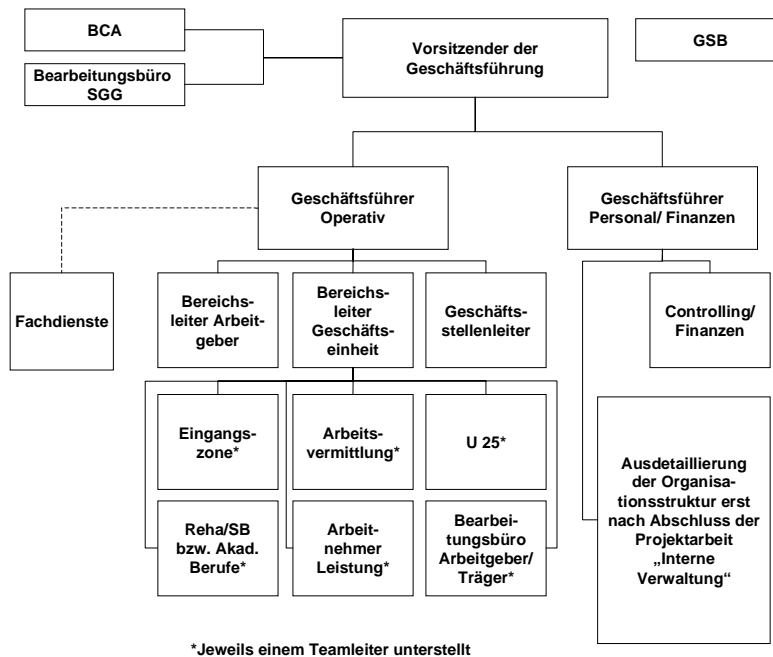 BCA
Vorsitzender der
Geschäftsführung
GSB
Bearbeitungsbüro
SGG
Geschäftsführer
Operativ
Geschäftsführer
Personal/ Finanzen
Fachdienste
Bereichs-
leiter Arbeit-
geber
Bereichs-
leiter
Geschäfts-
einheit
Geschäfts-
stellenleiter
Controlling/
Finanzen
Eingangs-
zone*
Arbeits-
vermittlung*
U 25*
Reha/SB
bzw. Akad.
Berufe*
Arbeit-
nehmer
Leistung*
Bearbei-
tungsbüro
Arbeitgeber/
Träger*
Ausdetaillierung
der Organisa-
tionsstruktur erst
nach Abschluss der
Projektarbeit
„Interne
Verwaltung“
*Jeweils einem Teamleiter unterstellt